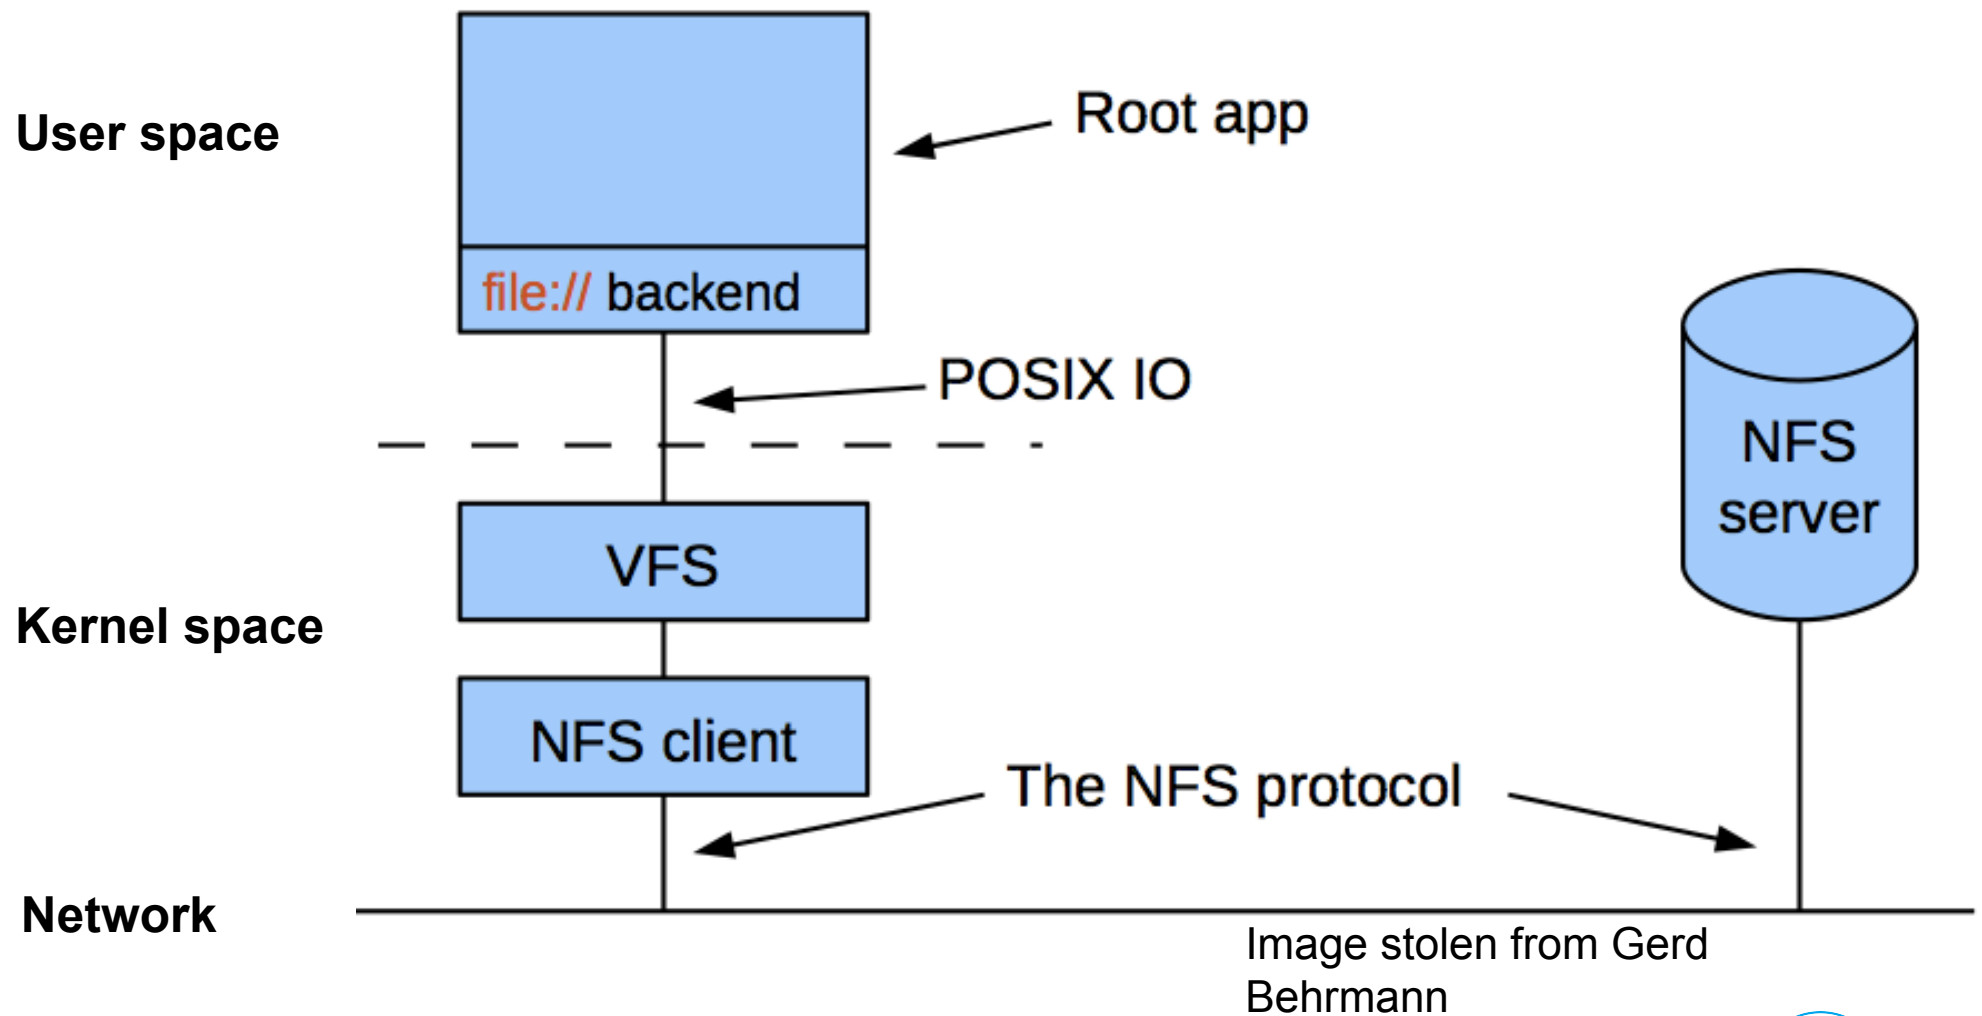 User space
Root app
file:// backend
POSIX IO
NFS
server
VFS
Kernel space
NFS client
The NFS protocol
Network
Image stolen from Gerd
Behrmann